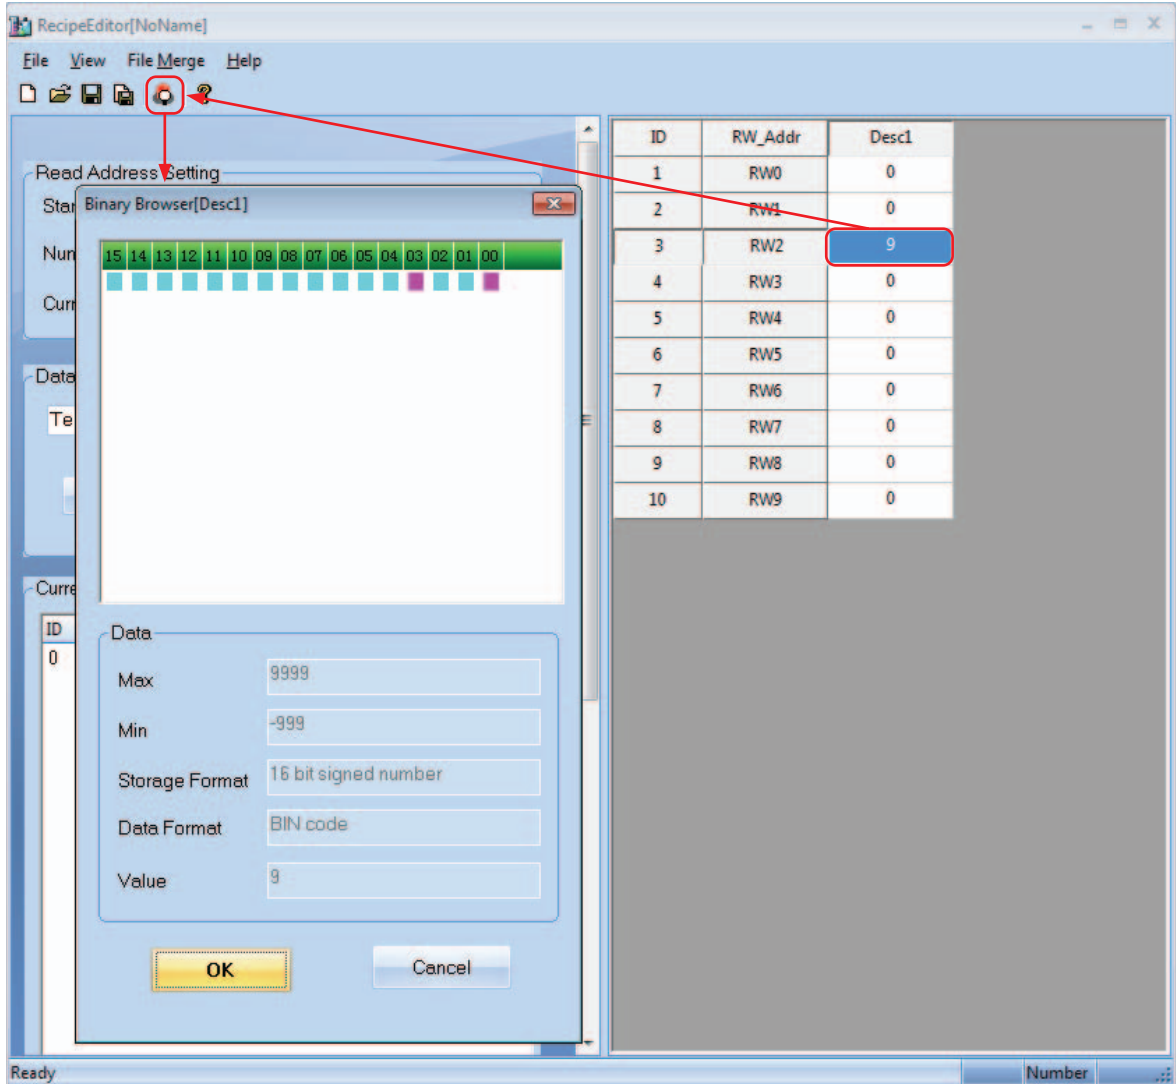 RecipeEditor[NoName]
File View File Merge Help
Read Address Setting
Star
Num
Curr
Data
Te
Curre
ID
0
Binary Browser[Desc1]
15 14 13 12 11 10 09 08 07 06 05 04 03 02 01 00
Data
Max 9999
Min -999
Storage Format 16 bit signed number
Data Format BIN code
Value 9
OK Cancel
ID RW_Addr Desc1
1 RW0 0
2 RW1 0
3 RW2 9
4 RW3 0
5 RW4 0
6 RW5 0
7 RW6 0
8 RW7 0
9 RW8 0
10 RW9 0
Ready Number